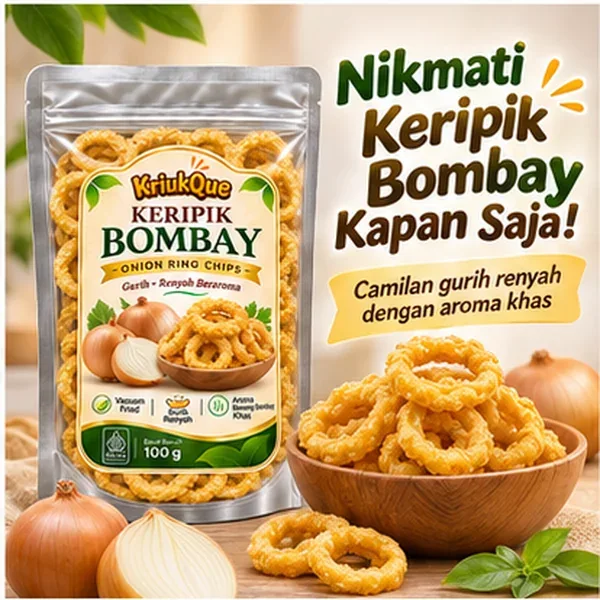 KriukQue
KERIPIK
BOMBAY
ONION RING CHIPS
Gurih • Renyah Beraroma
Vacuum
Fried
Gurih
Renyah
Aroma
Khas
100 g
Nikmati
Keripik
Bombay
Kapan Saja!
Camilan gurih renyah
dengan aroma khas